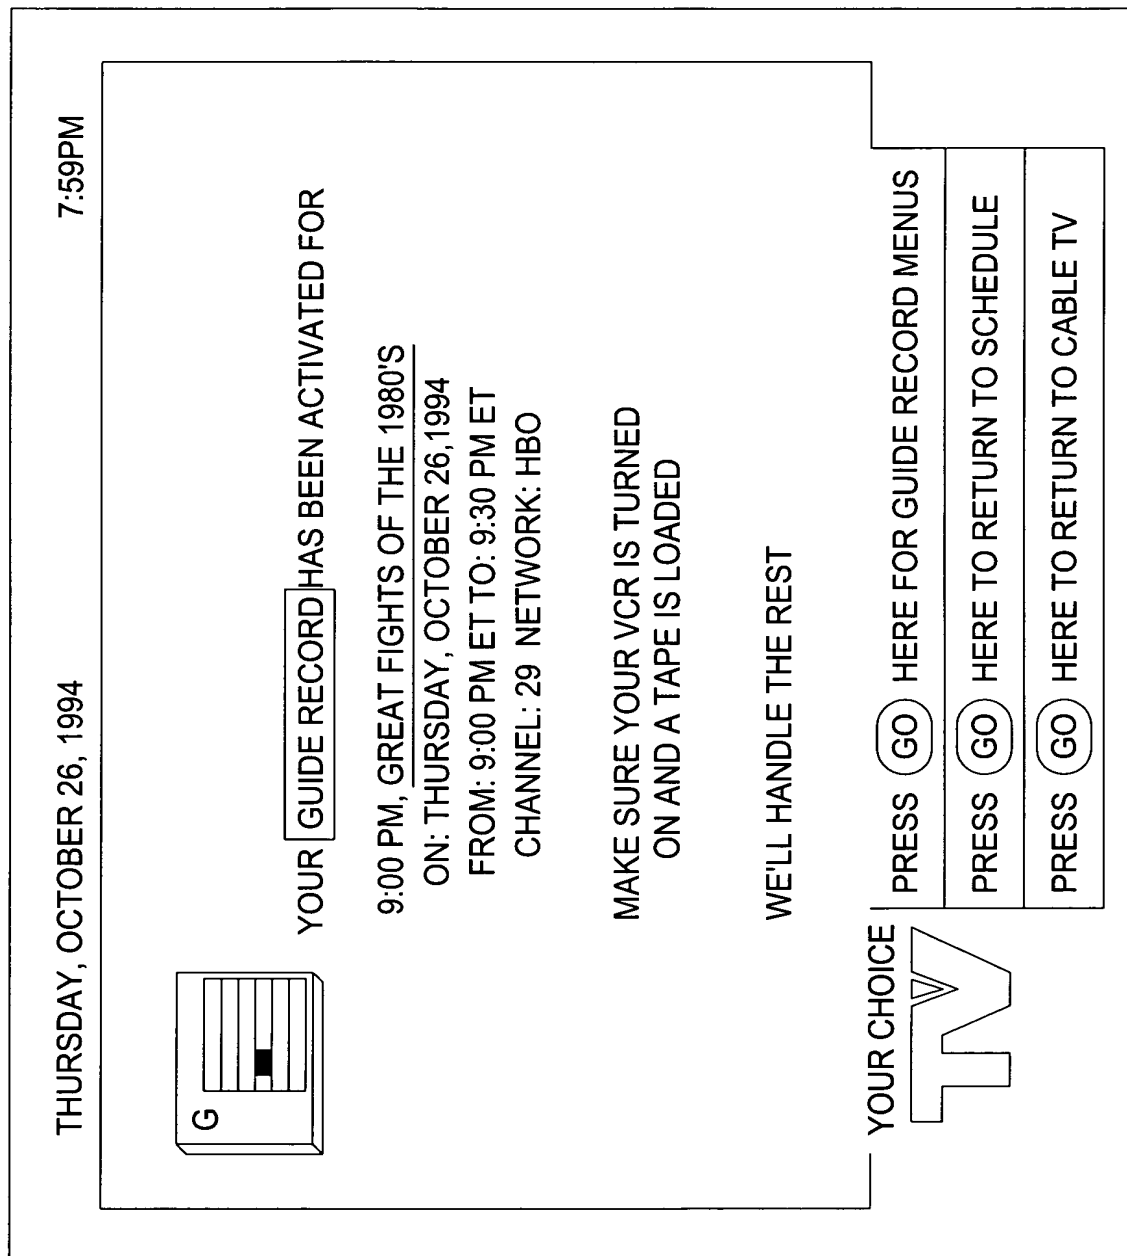 THURSDAY, OCTOBER 26, 1994 7:59PM
G
YOUR GUIDE RECORD HAS BEEN ACTIVATED FOR
9:00 PM, GREAT FIGHTS OF THE 1980'S
ON: THURSDAY, OCTOBER 26,1994
FROM: 9:00 PM ET TO: 9:30 PM ET
CHANNEL: 29 NETWORK: HBO
MAKE SURE YOUR VCR IS TURNED
ON AND A TAPE IS LOADED
WE'LL HANDLE THE REST
YOUR CHOICE
TV
PRESS GO HERE FOR GUIDE RECORD MENUS
PRESS GO HERE TO RETURN TO SCHEDULE
PRESS GO HERE TO RETURN TO CABLE TV